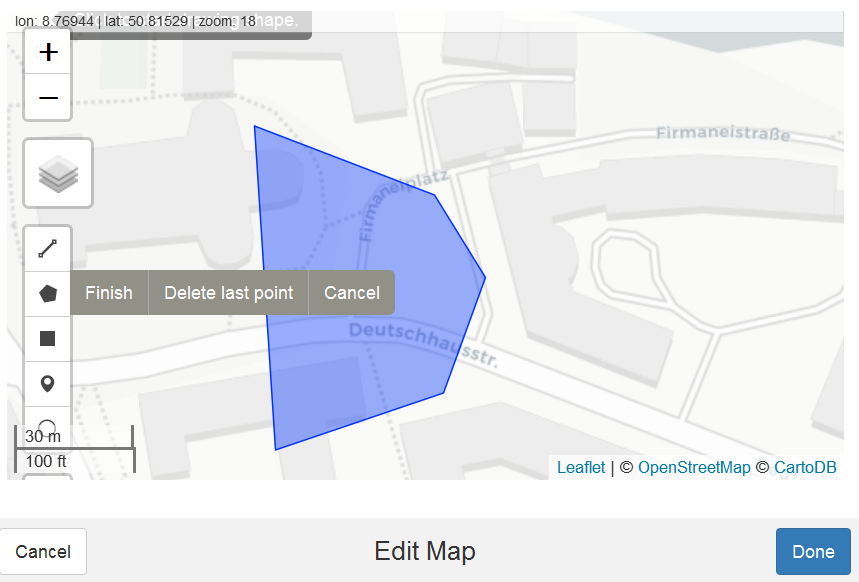 lon: 8.76944 | lat: 50.81529 | zoom: 18
shape.
+
−
Firmaneistraße
Firmaneiplatz
Finish Delete last point Cancel
Deutschhausstr.
30 m
100 ft
Leaflet | © OpenStreetMap © CartoDB
Cancel Edit Map Done